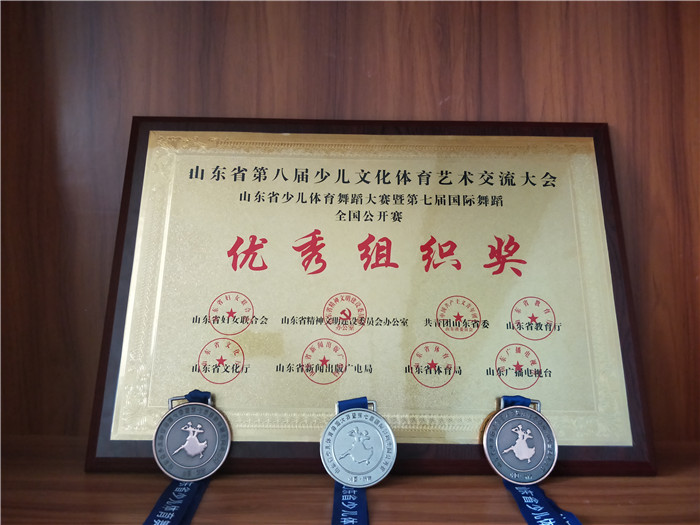 山东省第八届少儿文化体育艺术交流大会
山东省少儿体育舞蹈大赛暨第七届国际舞蹈
全国公开赛
优秀组织奖
山东省妇女联合会 山东省精神文明建设委员会办公室 共青团山东省委 山东省教育厅
山东省文化厅 山东省新闻出版广电局 山东省体育局 山东广播电视台